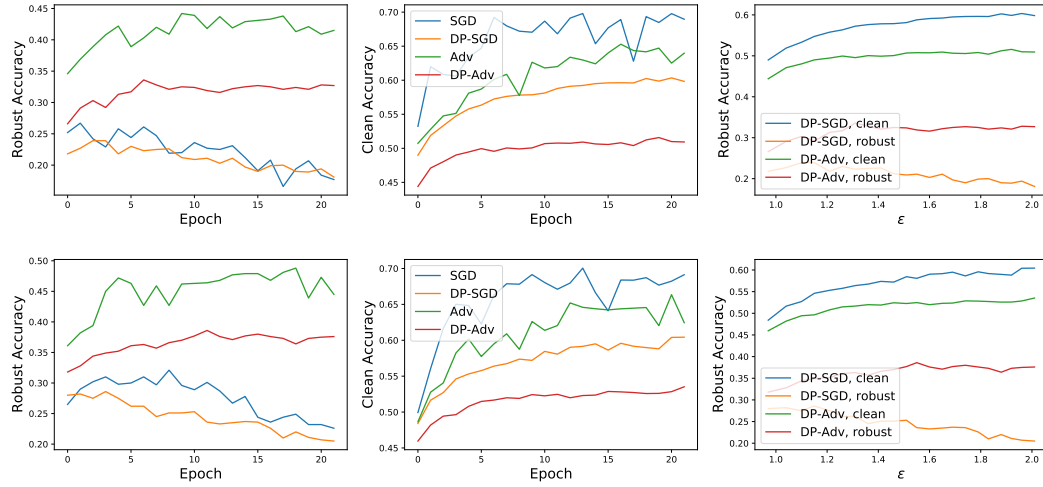 0.45
0.40
0.35
0.30
0.25
0.20
Robust Accuracy
0 5 10 15 20
Epoch
0.70
0.65
0.60
0.55
0.50
0.45
Clean Accuracy
SGD
DP-SGD
Adv
DP-Adv
0 5 10 15 20
Epoch
0.6
0.5
0.4
0.3
0.2
Robust Accuracy
DP-SGD, clean
DP-SGD, robust
DP-Adv, clean
DP-Adv, robust
1.0 1.2 1.4 1.6 1.8 2.0
ε
0.50
0.45
0.40
0.35
0.30
0.25
0.20
Robust Accuracy
0 5 10 15 20
Epoch
0.70
0.65
0.60
0.55
0.50
0.45
Clean Accuracy
SGD
DP-SGD
Adv
DP-Adv
0 5 10 15 20
Epoch
0.60
0.55
0.50
0.45
0.40
0.35
0.30
0.25
0.20
Robust Accuracy
DP-SGD, clean
DP-SGD, robust
DP-Adv, clean
DP-Adv, robust
1.0 1.2 1.4 1.6 1.8 2.0
ε